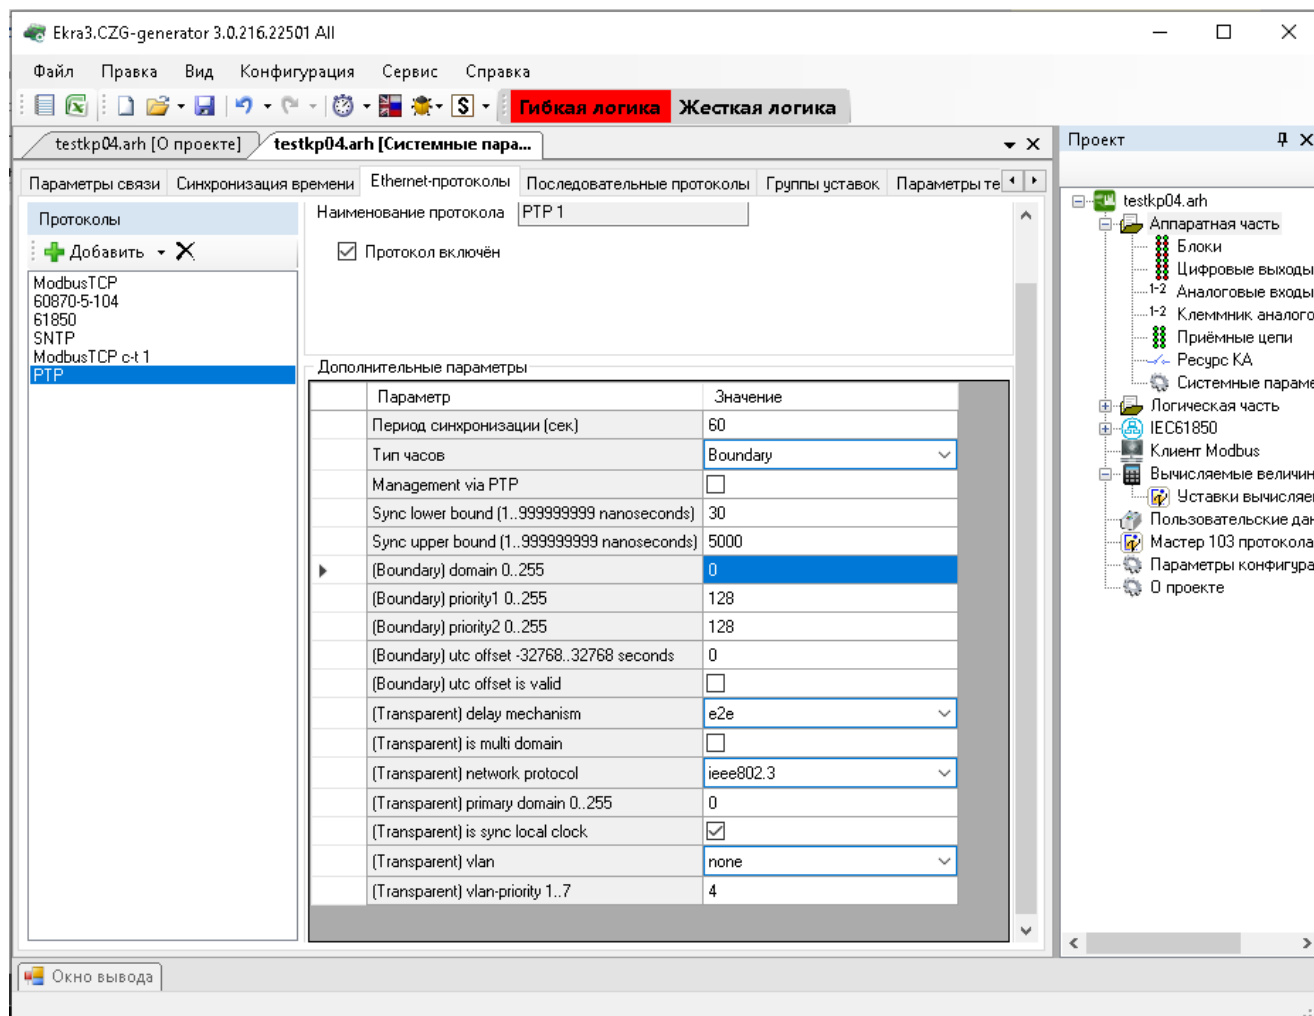 Ekra3.CZG-generator 3.0.216.22501 All
Файл Правка Вид Конфигурация Сервис Справка
Гибкая логика Жесткая логика
testkp04.arh [О проекте] testkp04.arh [Системные пара...
Проект
Параметры связи Синхронизация времени Ethernet-протоколы Последовательные протоколы Группы уставок Параметры те
Протоколы
Добавить
ModbusTCP
60870-5-104
61850
SNTP
ModbusTCP c-t 1
PTP
Наименование протокола PTP 1
Протокол включён
Дополнительные параметры
Параметр Значение
Период синхронизации (сек) 60
Тип часов Boundary
Management via PTP
Sync lower bound (1..999999999 nanoseconds) 30
Sync upper bound (1..999999999 nanoseconds) 5000
(Boundary) domain 0..255 0
(Boundary) priority1 0..255 128
(Boundary) priority2 0..255 128
(Boundary) utc offset -32768..32768 seconds 0
(Boundary) utc offset is valid
(Transparent) delay mechanism e2e
(Transparent) is multi domain
(Transparent) network protocol ieee802.3
(Transparent) primary domain 0..255 0
(Transparent) is sync local clock
(Transparent) vlan none
(Transparent) vlan-priority 1..7 4
testkp04.arh
Аппаратная часть
Блоки
Цифровые выходы
1-2 Аналоговые входы
1-2 Клеммник аналого
Приёмные цепи
Ресурс КА
Системные параме
Логическая часть
IEC61850
Клиент Modbus
Вычисляемые величин
Уставки вычисляе
Пользовательские дан
Мастер 103 протокола
Параметры конфигура
О проекте
Окно вывода